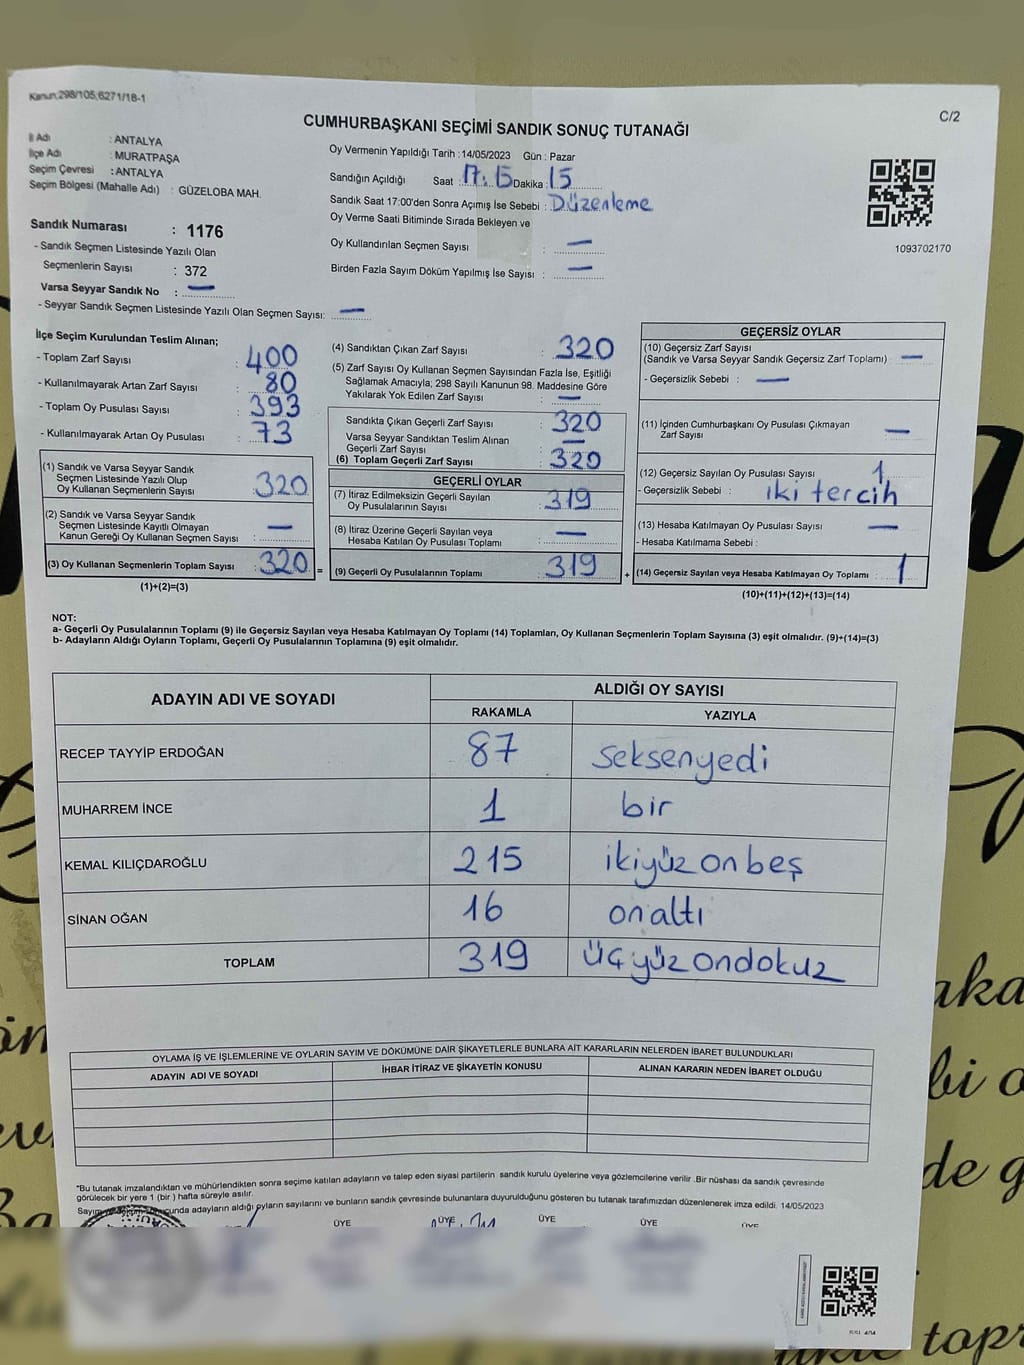 Kanun;298/105;6271/18-1
C/2
CUMHURBAŞKANI SEÇİMİ SANDIK SONUÇ TUTANAĞI
İl Adı : ANTALYA
İlçe Adı : MURATPAŞA
Seçim Çevresi : ANTALYA
Seçim Bölgesi (Mahalle Adı) : GÜZELOBA MAH.
Sandık Numarası : 1176
- Sandık Seçmen Listesinde Yazılı Olan
Seçmenlerin Sayısı : 372
Varsa Seyyar Sandık No : —
- Seyyar Sandık Seçmen Listesinde Yazılı Olan Seçmen Sayısı: —
Oy Vermenin Yapıldığı Tarih : 14/05/2023 Gün : Pazar
Sandığın Açıldığı Saat : 17:15 Dakika : 15
Sandık Saat 17:00'den Sonra Açımış İse Sebebi : Düzenleme
Oy Verme Saati Bitiminde Sırada Bekleyen ve
Oy Kullandırılan Seçmen Sayısı : —
Birden Fazla Sayım Döküm Yapılmış İse Sayısı : —
1093702170
İlçe Seçim Kurulundan Teslim Alınan;
- Toplam Zarf Sayısı : 400
- Kullanılmayarak Artan Zarf Sayısı : 80
- Toplam Oy Pusulası Sayısı : 393
- Kullanılmayarak Artan Oy Pusulası : 73
(1) Sandık ve Varsa Seyyar Sandık
Seçmen Listesinde Yazılı Olup
Oy Kullanan Seçmenlerin Sayısı : 320
(2) Sandık ve Varsa Seyyar Sandık
Seçmen Listesinde Kayıtlı Olmayan
Kanun Gereği Oy Kullanan Seçmen Sayısı : —
(3) Oy Kullanan Seçmenlerin Toplam Sayısı : 320 =
(1)+(2)=(3)
(4) Sandıktan Çıkan Zarf Sayısı : 320
(5) Zarf Sayısı Oy Kullanan Seçmen Sayısından Fazla İse, Eşitliği
Sağlamak Amacıyla; 298 Sayılı Kanunun 98. Maddesine Göre
Yakılarak Yok Edilen Zarf Sayısı : —
Sandıkta Çıkan Geçerli Zarf Sayısı : 320
Varsa Seyyar Sandıktan Teslim Alınan
Geçerli Zarf Sayısı : —
(6) Toplam Geçerli Zarf Sayısı : 320
GEÇERLİ OYLAR
(7) İtiraz Edilmeksizin Geçerli Sayılan
Oy Pusulalarının Sayısı : 319
(8) İtiraz Üzerine Geçerli Sayılan veya
Hesaba Katılan Oy Pusulası Toplamı : —
(9) Geçerli Oy Pusulalarının Toplamı : 319 +
GEÇERSİZ OYLAR
(10) Geçersiz Zarf Sayısı
(Sandık ve Varsa Seyyar Sandık Geçersiz Zarf Toplamı) : —
- Geçersizlik Sebebi : —
(11) İçinden Cumhurbaşkanı Oy Pusulası Çıkmayan
Zarf Sayısı : —
(12) Geçersiz Sayılan Oy Pusulası Sayısı : 1
- Geçersizlik Sebebi : iki tercih
(13) Hesaba Katılmayan Oy Pusulası Sayısı : —
- Hesaba Katılmama Sebebi :
(14) Geçersiz Sayılan veya Hesaba Katılmayan Oy Toplamı : 1
(10)+(11)+(12)+(13)=(14)
NOT:
a- Geçerli Oy Pusulalarının Toplamı (9) ile Geçersiz Sayılan veya Hesaba Katılmayan Oy Toplamı (14) Toplamları, Oy Kullanan Seçmenlerin Toplam Sayısına (3) eşit olmalıdır. (9)+(14)=(3)
b- Adayların Aldığı Oyların Toplamı, Geçerli Oy Pusulalarının Toplamına (9) eşit olmalıdır.
ADAYIN ADI VE SOYADI ALDIĞI OY SAYISI
RAKAMLA YAZIYLA
RECEP TAYYİP ERDOĞAN 87 seksenyedi
MUHARREM İNCE 1 bir
KEMAL KILIÇDAROĞLU 215 ikiyüz on beş
SİNAN OĞAN 16 onaltı
TOPLAM 319 üçyüz ondokuz
OYLAMA İŞ VE İŞLEMLERİNE VE OYLARIN SAYIM VE DÖKÜMÜNE DAİR ŞİKAYETLERLE BUNLARA AİT KARARLARIN NELERDEN İBARET BULUNDUKLARI
ADAYIN ADI VE SOYADI İHBAR İTİRAZ VE ŞİKAYETİN KONUSU ALINAN KARARIN NEDEN İBARET OLDUĞU
*Bu tutanak imzalandıktan ve mühürlendikten sonra seçime katılan adayların ve talep eden siyasi partilerin sandık kurulu üyelerine veya gözlemcilerine verilir .Bir nüshası da sandık çevresinde
görülecek bir yere 1 (bir ) hafta süreyle asılır.
adayların aldığı oyların sayılarını ve bunların sandık çevresinde bulunanlara duyurulduğunu gösteren bu tutanak tarafımızdan düzenlenerek imza edildi. 14/05/2023
ÜYE ÜYE ÜYE ÜYE ÜYE
aka
bi
de g
topr